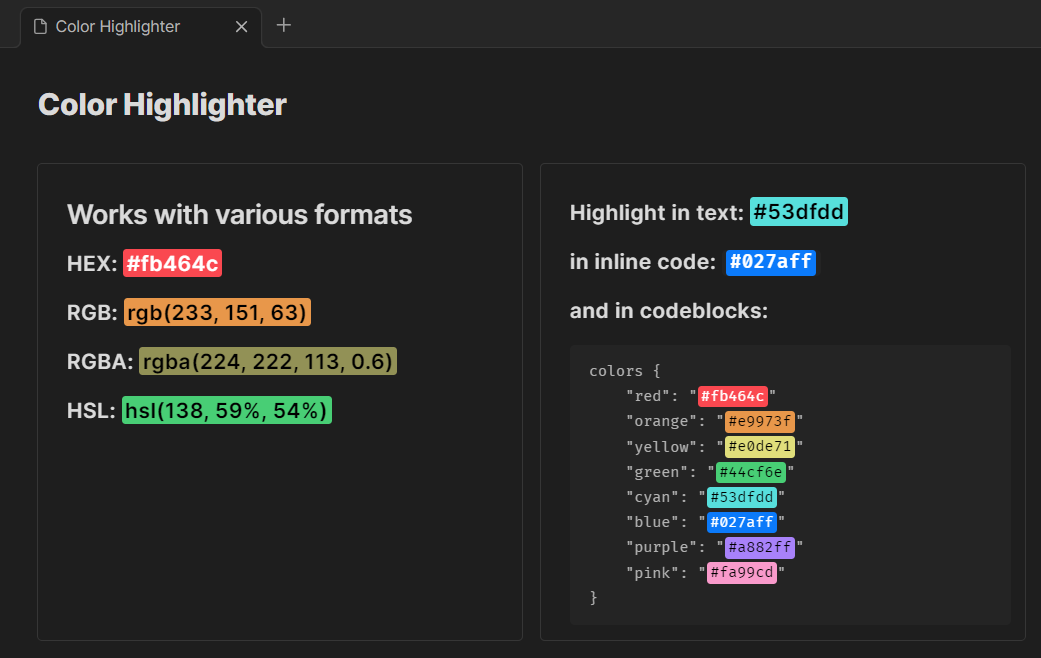 Color Highlighter
Color Highlighter
Works with various formats
HEX: #fb464c
RGB: rgb(233, 151, 63)
RGBA: rgba(224, 222, 113, 0.6)
HSL: hsl(138, 59%, 54%)
Highlight in text: #53dfdd
in inline code: #027aff
and in codeblocks:
colors {
    "red": "#fb464c"
    "orange": "#e9973f"
    "yellow": "#e0de71"
    "green": "#44cf6e"
    "cyan": "#53dfdd"
    "blue": "#027aff"
    "purple": "#a882ff"
    "pink": "#fa99cd"
}